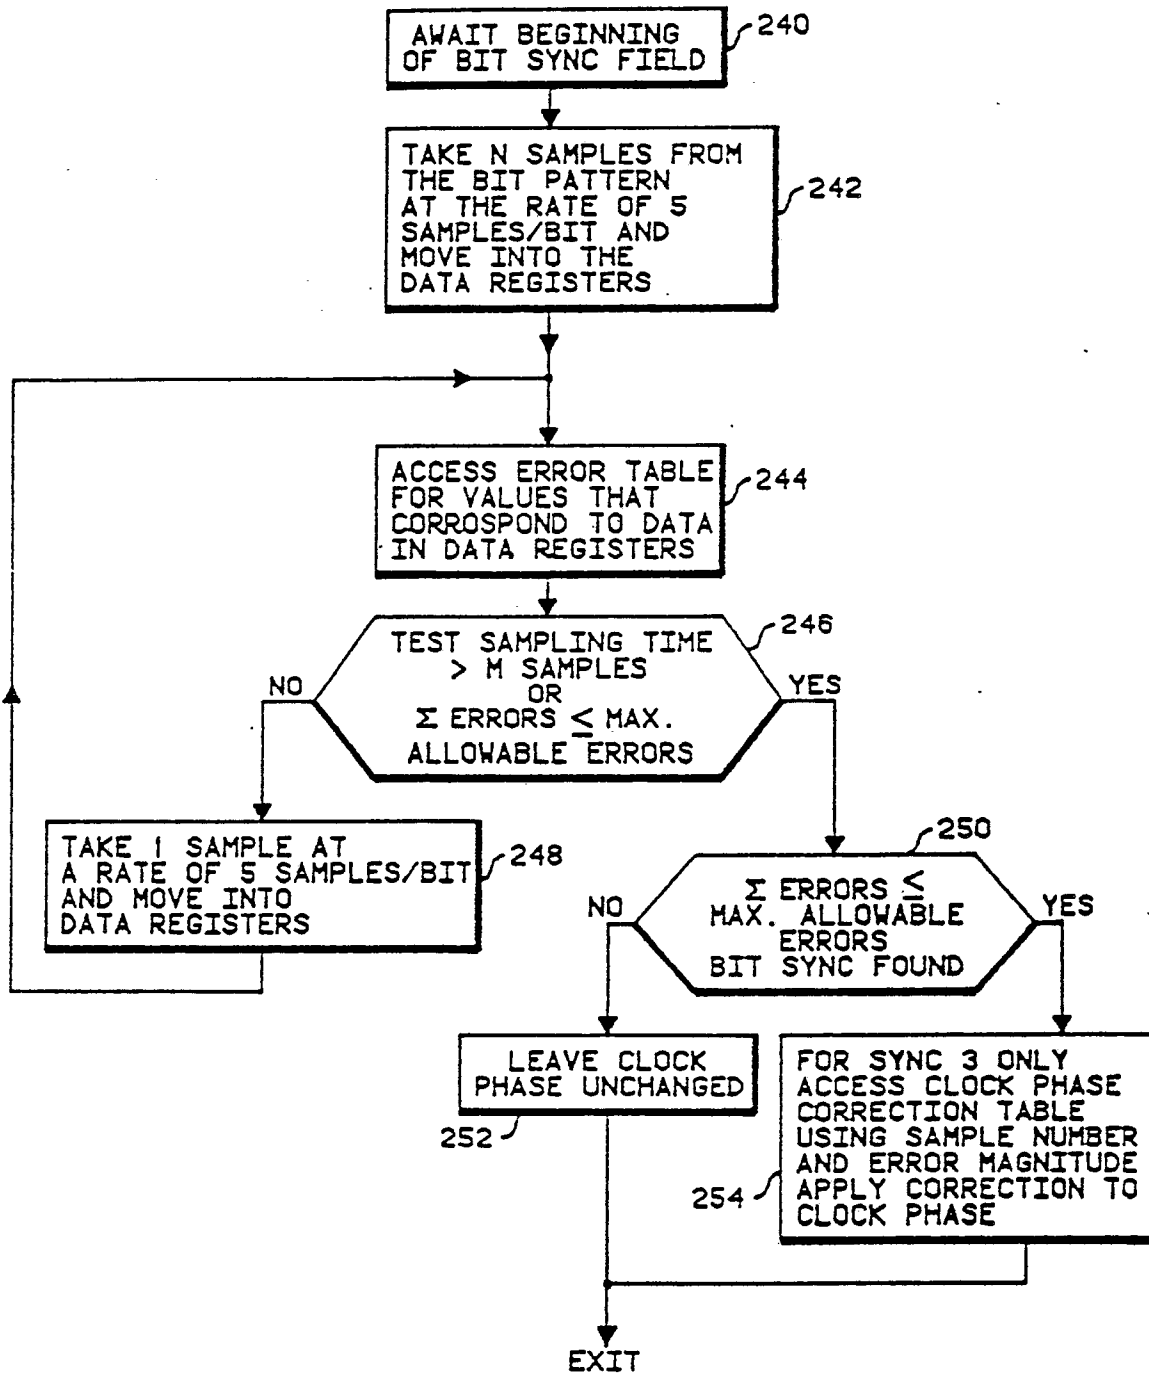 AWAIT BEGINNING
OF BIT SYNC FIELD
240
TAKE N SAMPLES FROM
THE BIT PATTERN
AT THE RATE OF 5
SAMPLES/BIT AND
MOVE INTO THE
DATA REGISTERS
242
ACCESS ERROR TABLE
FOR VALUES THAT
CORROSPOND TO DATA
IN DATA REGISTERS
244
TEST SAMPLING TIME
> M SAMPLES
OR
Σ ERRORS ≤ MAX.
ALLOWABLE ERRORS
246
NO
YES
TAKE 1 SAMPLE AT
A RATE OF 5 SAMPLES/BIT
AND MOVE INTO
DATA REGISTERS
248
Σ ERRORS ≤
MAX. ALLOWABLE
ERRORS
BIT SYNC FOUND
250
NO
YES
LEAVE CLOCK
PHASE UNCHANGED
252
FOR SYNC 3 ONLY
ACCESS CLOCK PHASE
CORRECTION TABLE
USING SAMPLE NUMBER
AND ERROR MAGNITUDE
APPLY CORRECTION TO
CLOCK PHASE
254
EXIT